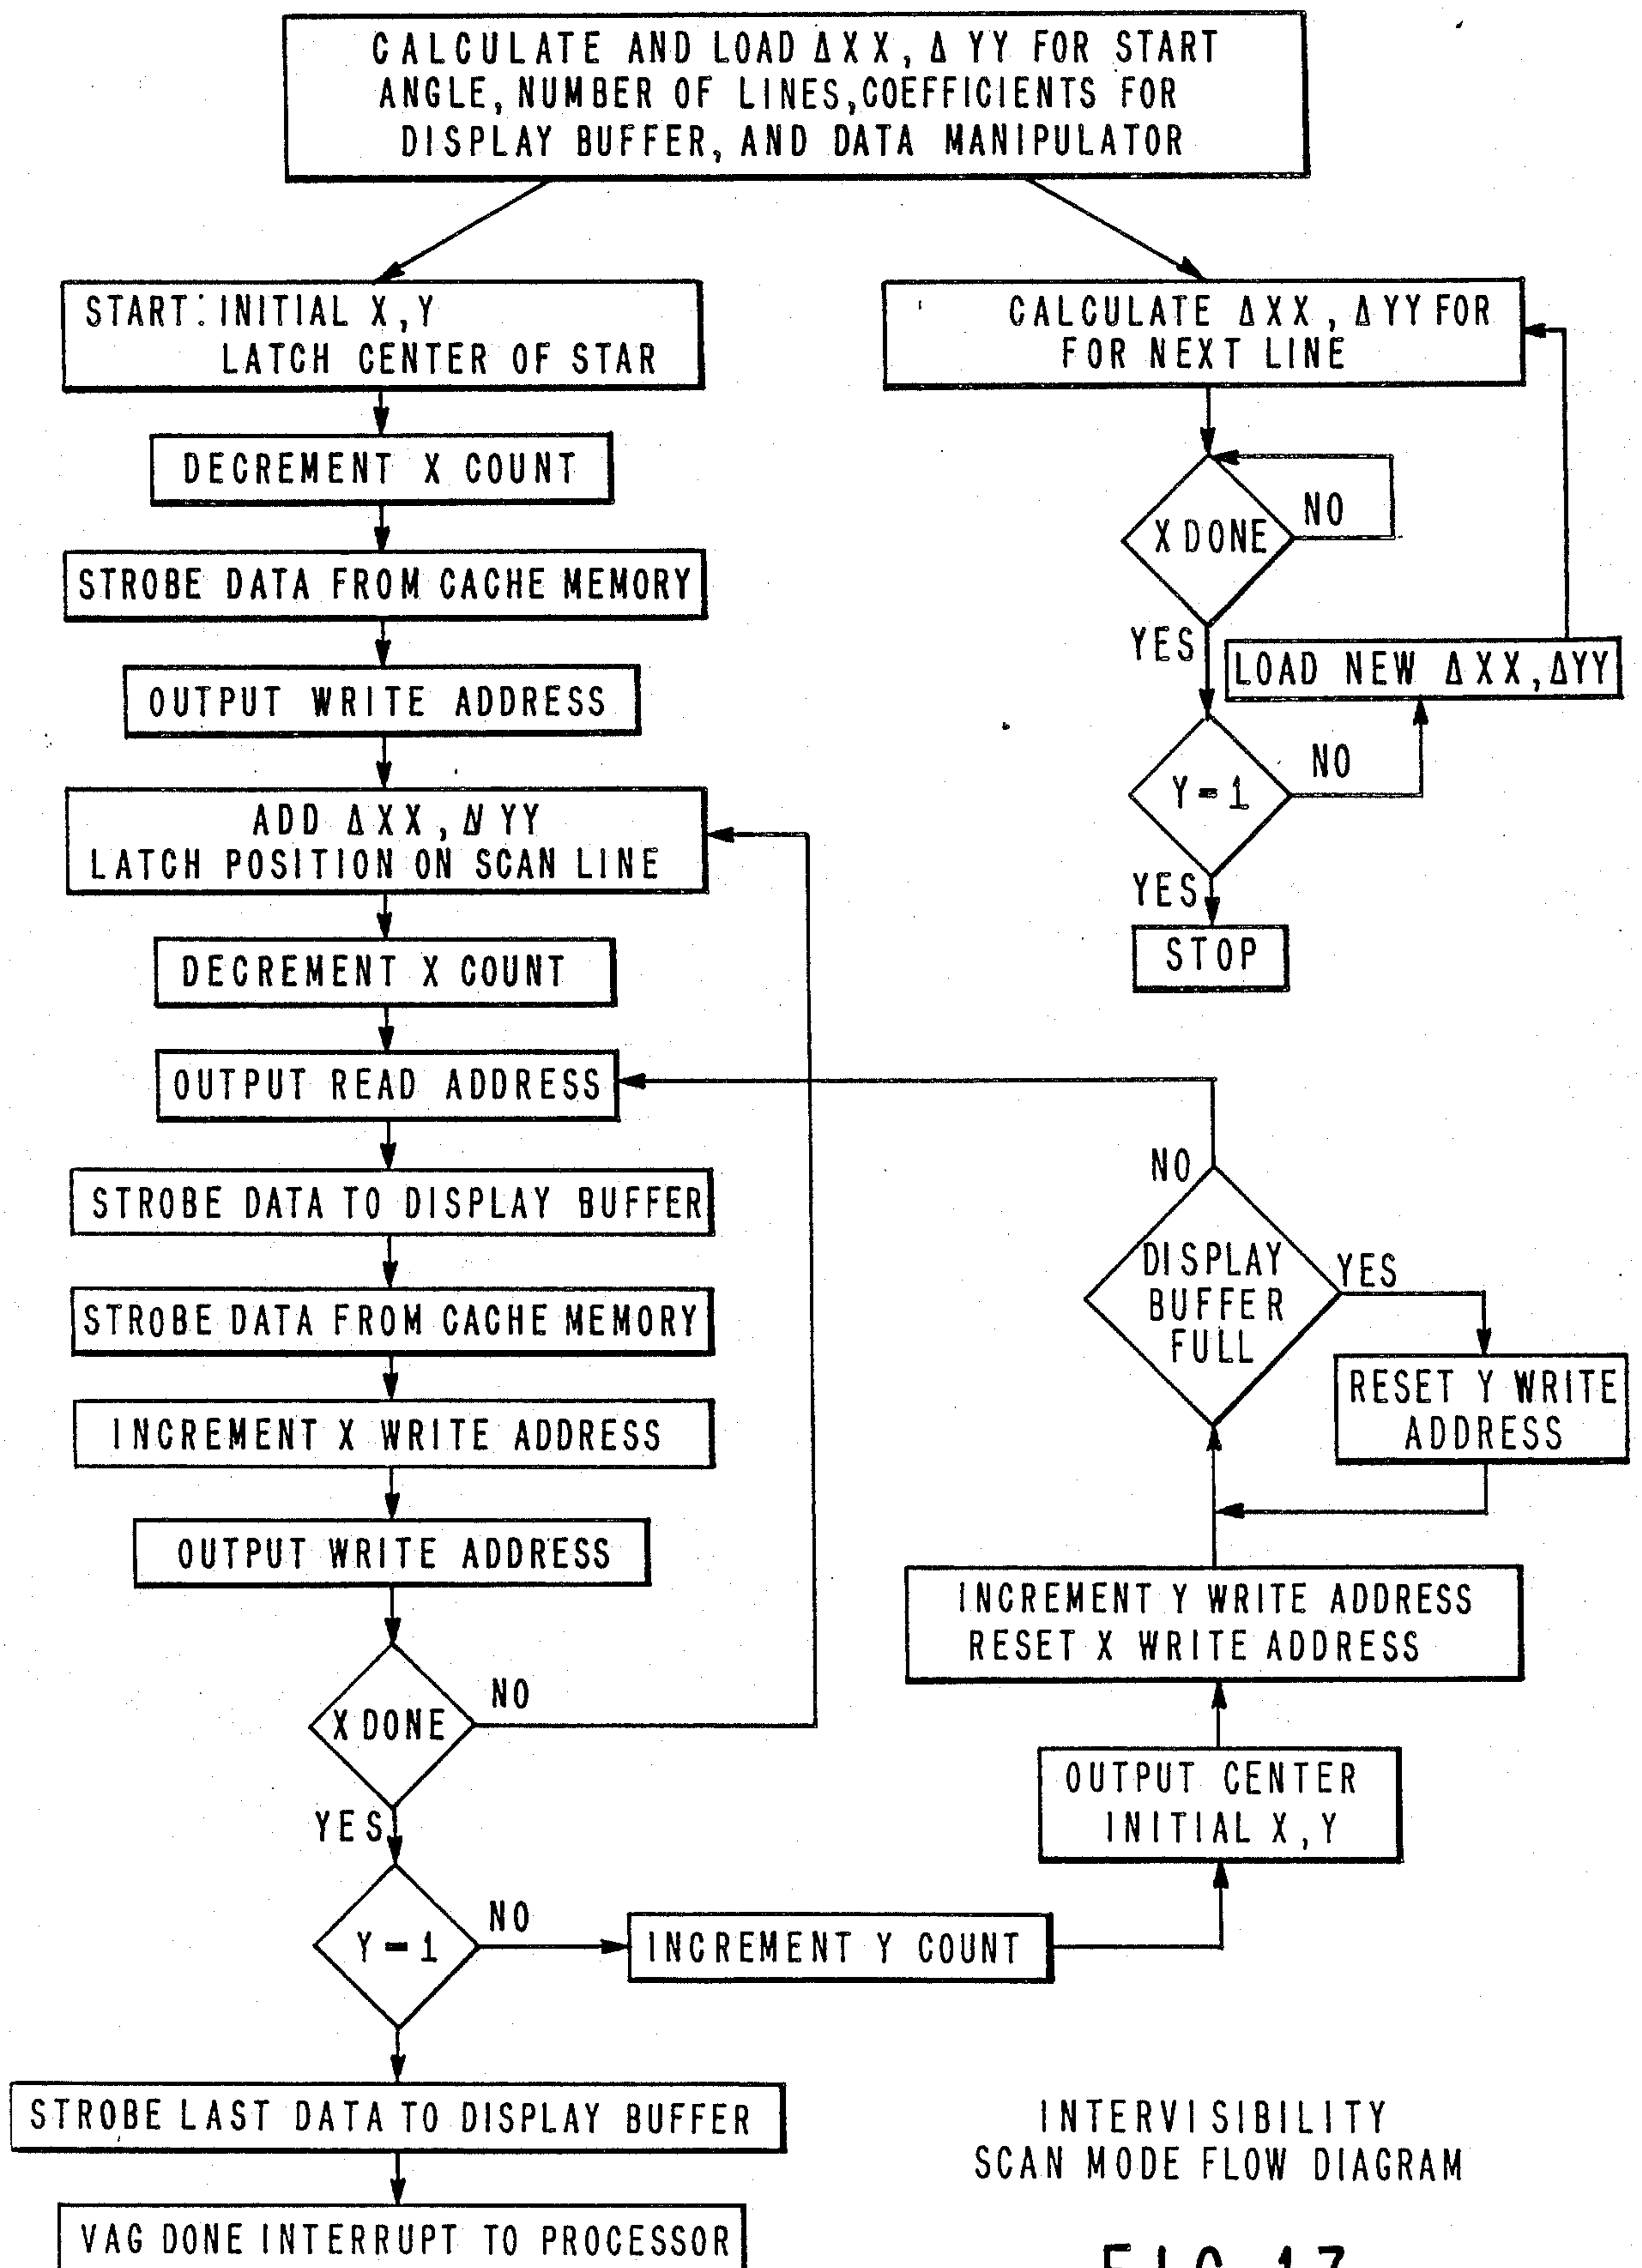 CALCULATE AND LOAD ΔXX, ΔYY FOR START
ANGLE, NUMBER OF LINES, COEFFICIENTS FOR
DISPLAY BUFFER, AND DATA MANIPULATOR
START: INITIAL X, Y
LATCH CENTER OF STAR
DECREMENT X COUNT
STROBE DATA FROM CACHE MEMORY
OUTPUT WRITE ADDRESS
ADD ΔXX, ΔYY
LATCH POSITION ON SCAN LINE
DECREMENT X COUNT
OUTPUT READ ADDRESS
STROBE DATA TO DISPLAY BUFFER
STROBE DATA FROM CACHE MEMORY
INCREMENT X WRITE ADDRESS
OUTPUT WRITE ADDRESS
X DONE
NO
YES
Y=1
NO
INCREMENT Y COUNT
STROBE LAST DATA TO DISPLAY BUFFER
VAG DONE INTERRUPT TO PROCESSOR
CALCULATE ΔXX, ΔYY FOR
FOR NEXT LINE
X DONE
NO
YES
LOAD NEW ΔXX, ΔYY
Y=1
NO
YES
STOP
NO
DISPLAY
BUFFER
FULL
YES
RESET Y WRITE
ADDRESS
INCREMENT Y WRITE ADDRESS
RESET X WRITE ADDRESS
OUTPUT CENTER
INITIAL X, Y
INTERVISIBILITY
SCAN MODE FLOW DIAGRAM
FIG. 17